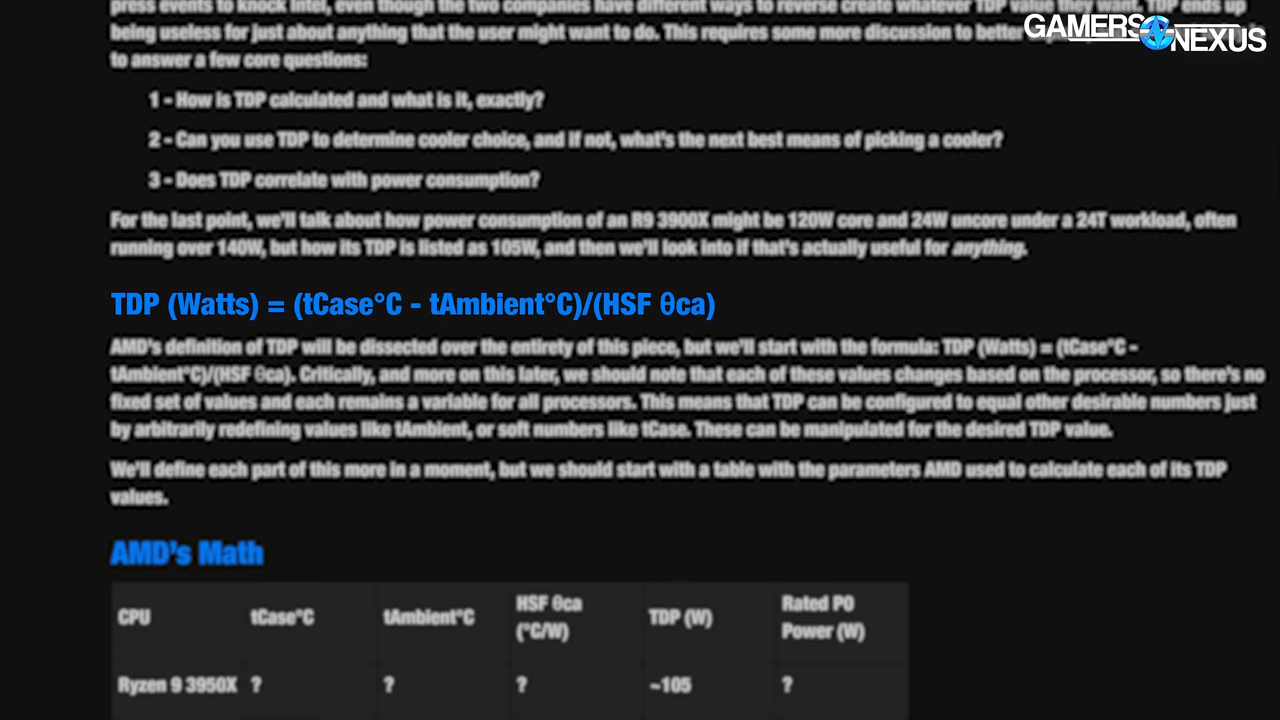 press events to knock Intel, even though the two companies have different ways to reverse create whatever TDP value they want. TDP ends up
being useless for just about anything that the user might want to do. This requires some more discussion to better
to answer a few core questions:
GAMERS NEXUS
1 - How is TDP calculated and what is it, exactly?
2 - Can you use TDP to determine cooler choice, and if not, what's the next best means of picking a cooler?
3 - Does TDP correlate with power consumption?
For the last point, we'll talk about how power consumption of an R9 3900X might be 120W core and 24W uncore under a 24T workload, often
running over 140W, but how its TDP is listed as 105W, and then we'll look into if that's actually useful for anything.
TDP (Watts) = (tCase°C - tAmbient°C)/(HSF θca)
AMD's definition of TDP will be dissected over the entirety of this piece, but we'll start with the formula: TDP (Watts) = (tCase°C -
tAmbient°C)/(HSF θca). Critically, and more on this later, we should note that each of these values changes based on the processor, so there's no
fixed set of values and each remains a variable for all processors. This means that TDP can be configured to equal other desirable numbers just
by arbitrarily redefining values like tAmbient, or soft numbers like tCase. These can be manipulated for the desired TDP value.
We'll define each part of this more in a moment, but we should start with a table with the parameters AMD used to calculate each of its TDP
values.
AMD's Math
CPU tCase°C tAmbient°C HSF θca (°C/W) TDP (W) Rated P0 Power (W)
Ryzen 9 3950X ? ? ? ~105 ?